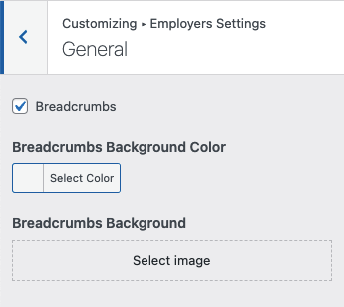 Customizing ▸ Employers Settings
General
Breadcrumbs
Breadcrumbs Background Color
Select Color
Breadcrumbs Background
Select image